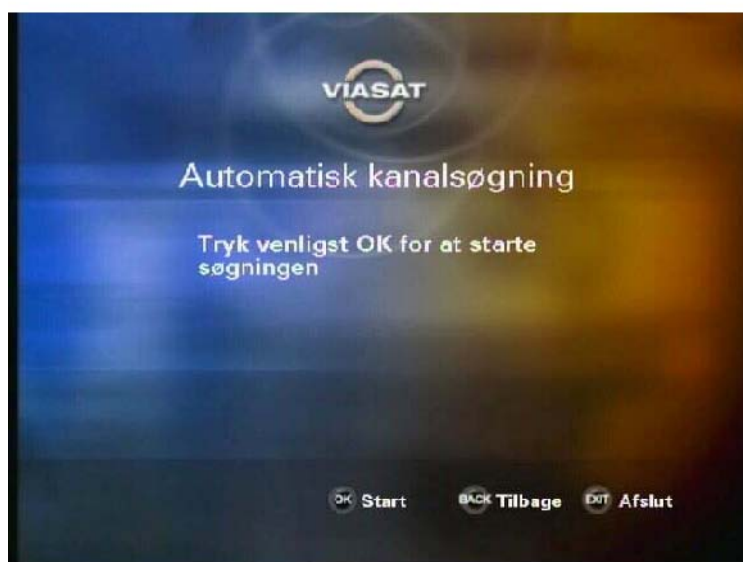 VIASAT
Automatisk kanalsøgning
Tryk venligst OK for at starte
søgningen
OK Start BACK Tilbage EXIT Afslut